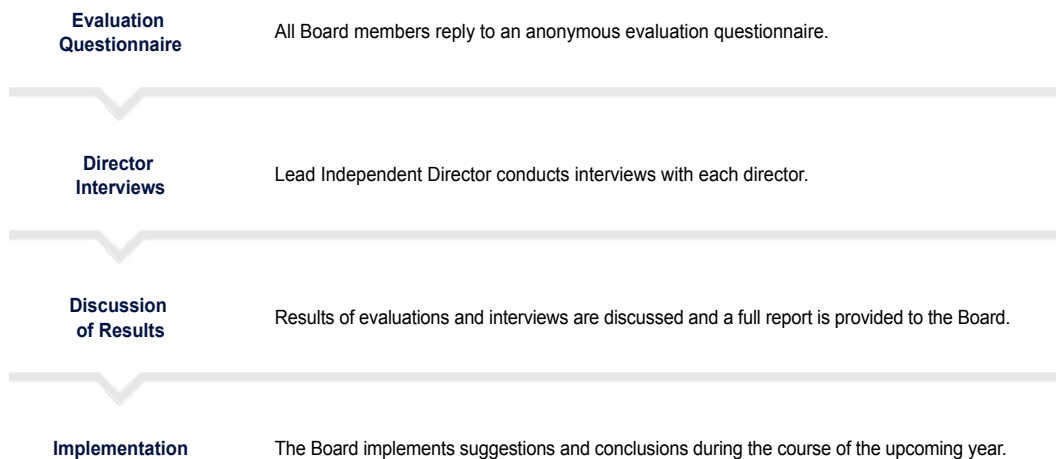 Evaluation
Questionnaire
All Board members reply to an anonymous evaluation questionnaire.
Director
Interviews
Lead Independent Director conducts interviews with each director.
Discussion
of Results
Results of evaluations and interviews are discussed and a full report is provided to the Board.
Implementation
The Board implements suggestions and conclusions during the course of the upcoming year.